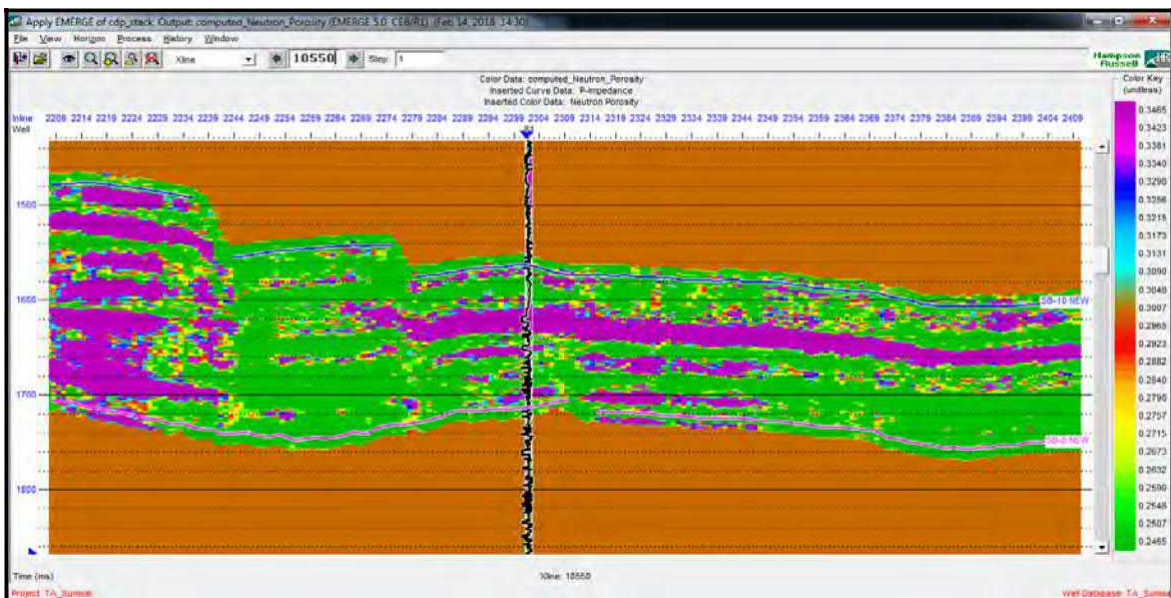 Apply EMERGE of cdp_stack: Output: computed_Neutron_Porosity (EMERGE 5.0 CE8/R1) (Feb 14, 2018 14:30)
File View Horizon Process History Window
Xline 10550 Step 1
Hampson
Russell HR
Color Data: computed_Neutron_Porosity
Inserted Curve Data: P-Impedance
Inserted Color Data: Neutron Porosity
Color Key
(unitless)
Inline 2209 2214 2219 2224 2229 2234 2239 2244 2249 2254 2259 2264 2269 2274 2279 2284 2289 2294 2299 2304 2309 2314 2319 2324 2329 2334 2339 2344 2349 2354 2359 2364 2369 2374 2379 2384 2389 2394 2399 2404 2409
Well
0.3465
0.3423
0.3381
0.3340
0.3298
0.3256
0.3215
0.3173
0.3131
0.3090
0.3048
0.3007
0.2965
0.2923
0.2882
0.2840
0.2798
0.2757
0.2715
0.2673
0.2632
0.2590
0.2548
0.2507
0.2465
1500
1600
1700
1800
SB-10 NEW
NEW
Time (ms)
Xline: 10550
Project: TA_Sumse
Well Database: TA_Sumse